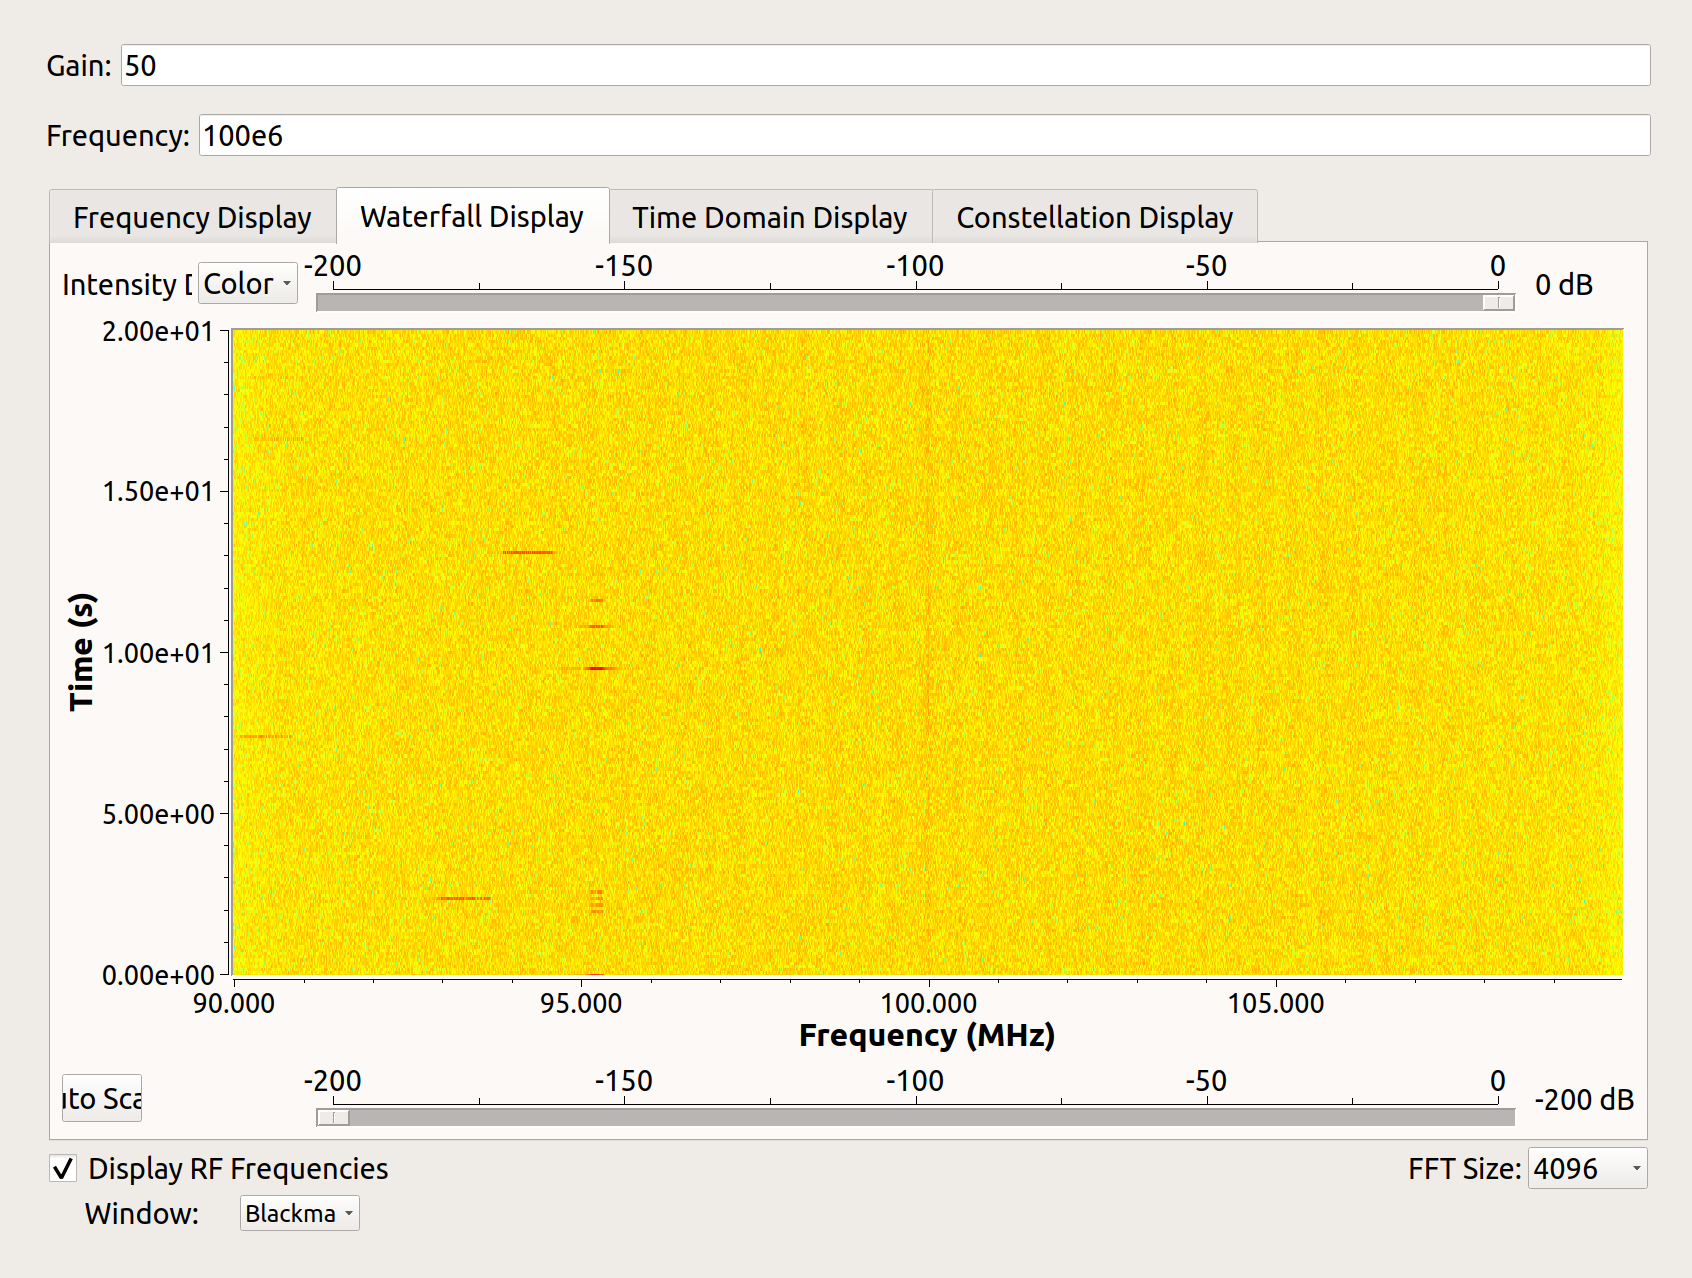 Gain: 50
Frequency: 100e6
Frequency Display Waterfall Display Time Domain Display Constellation Display
Intensity Color -200 -150 -100 -50 0 0 dB
2.00e+01
1.50e+01
1.00e+01
5.00e+00
0.00e+00
Time (s)
90.000 95.000 100.000 105.000
Frequency (MHz)
-200 -150 -100 -50 0 -200 dB
to Sca
Display RF Frequencies FFT Size: 4096
Window: Blackma